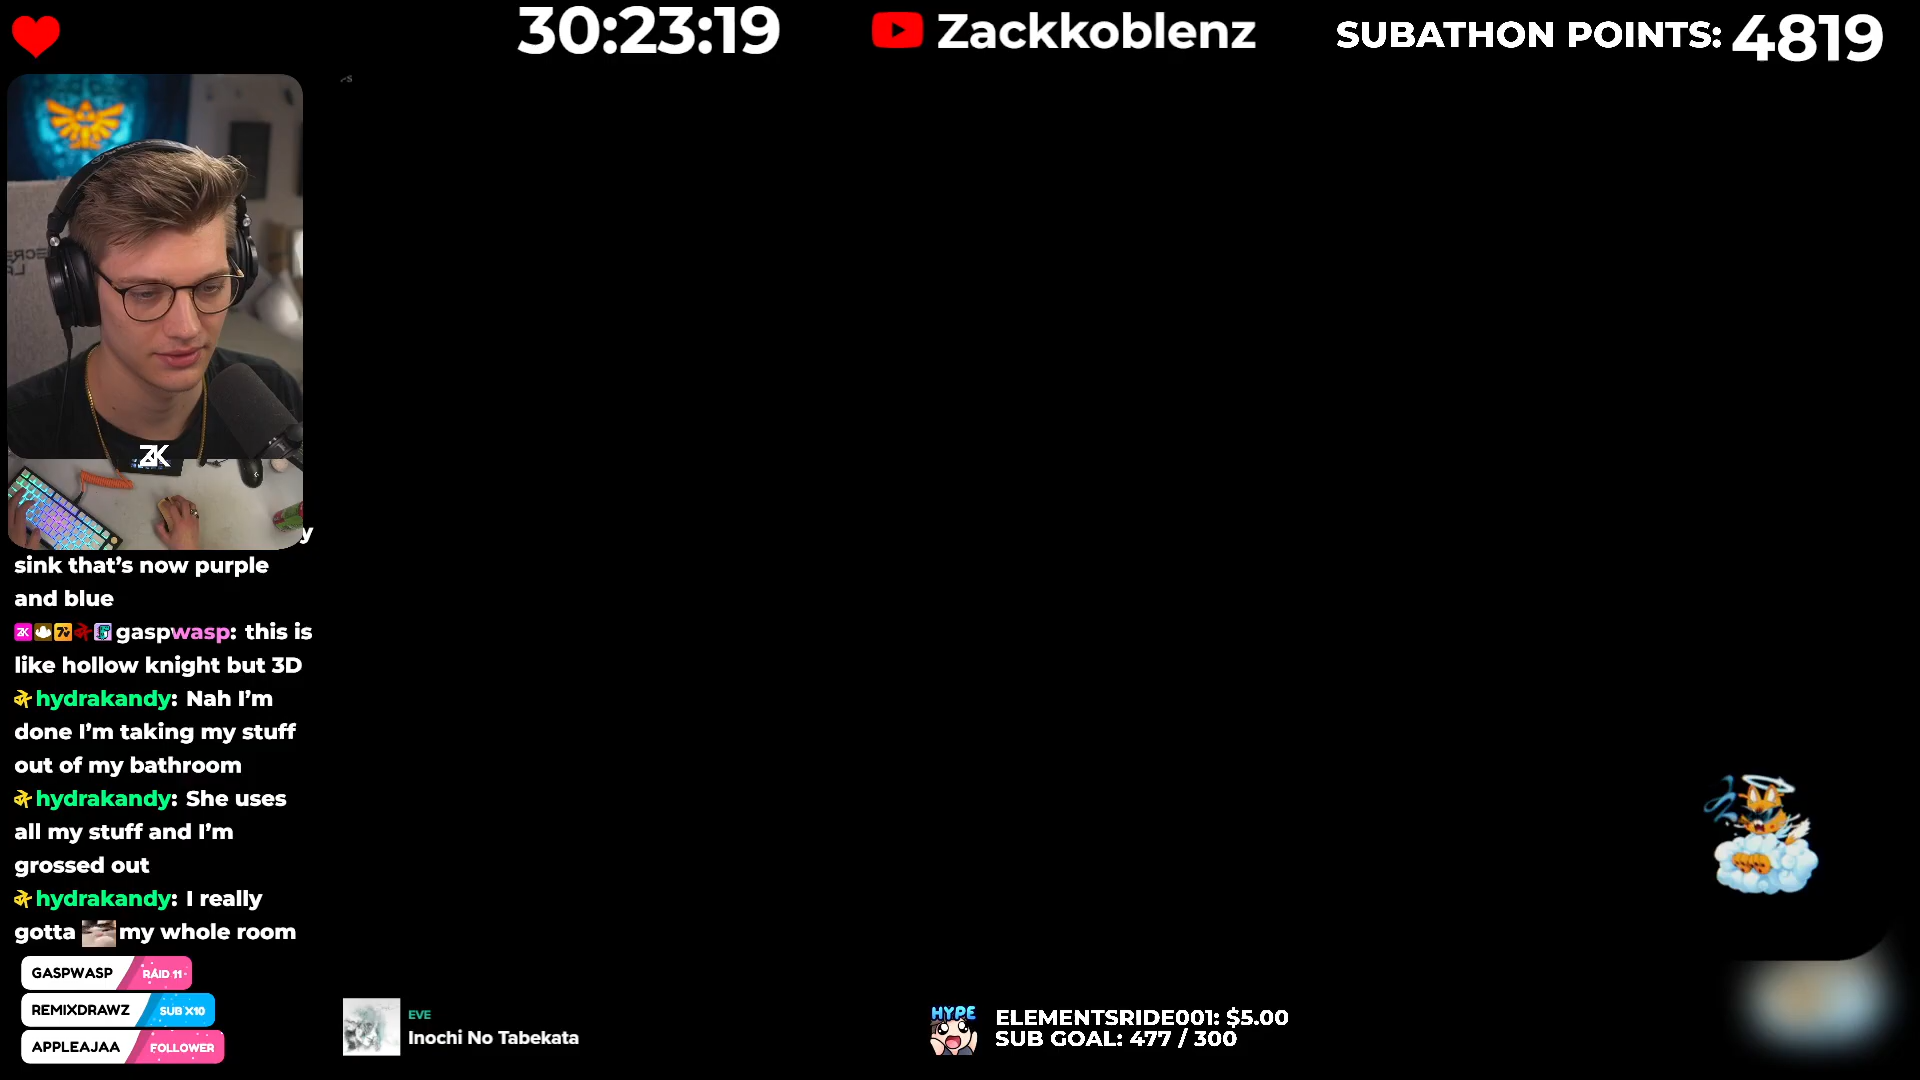 30:23:19
Zackkoblenz
SUBATHON POINTS: 4819
ZK
y
sink that's now purple
and blue
gaspwasp: this is
like hollow knight but 3D
hydrakandy: Nah I'm
done I'm taking my stuff
out of my bathroom
hydrakandy: She uses
all my stuff and I'm
grossed out
hydrakandy: I really
gotta my whole room
GASPWASP RAID 11
REMIXDRAWZ SUB X10
APPLEAJAA FOLLOWER
EVE
Inochi No Tabekata
HYPE
ELEMENTSRIDE001: $5.00
SUB GOAL: 477 / 300